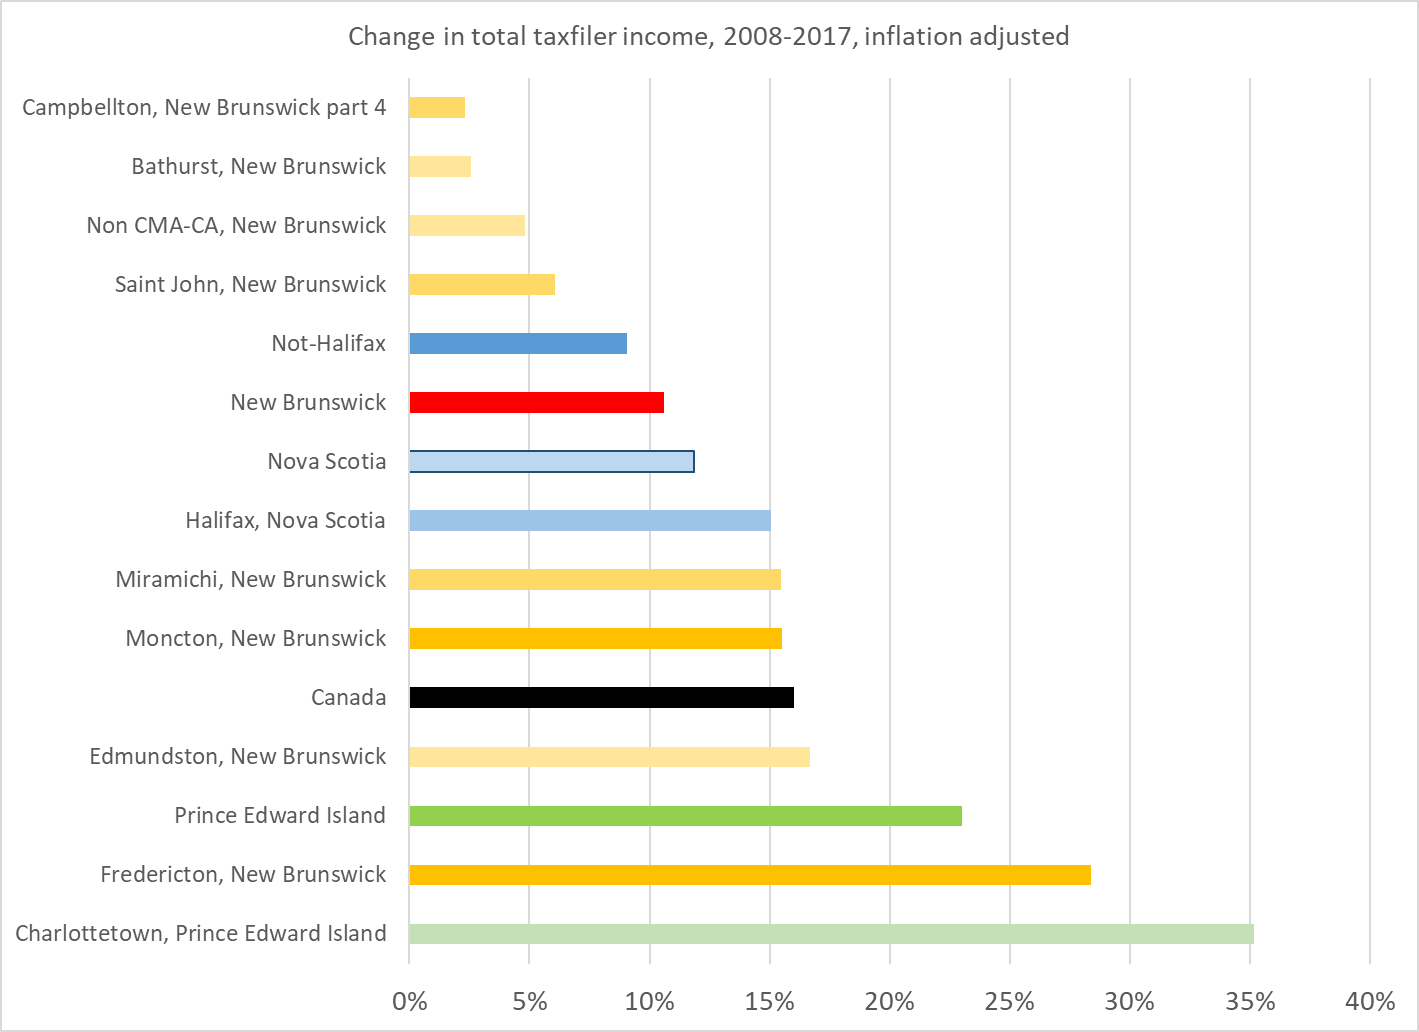 Change in total taxfiler income, 2008-2017, inflation adjusted
Campbellton, New Brunswick part 4
Bathurst, New Brunswick
Non CMA-CA, New Brunswick
Saint John, New Brunswick
Not-Halifax
New Brunswick
Nova Scotia
Halifax, Nova Scotia
Miramichi, New Brunswick
Moncton, New Brunswick
Canada
Edmundston, New Brunswick
Prince Edward Island
Fredericton, New Brunswick
Charlottetown, Prince Edward Island
0% 5% 10% 15% 20% 25% 30% 35% 40%